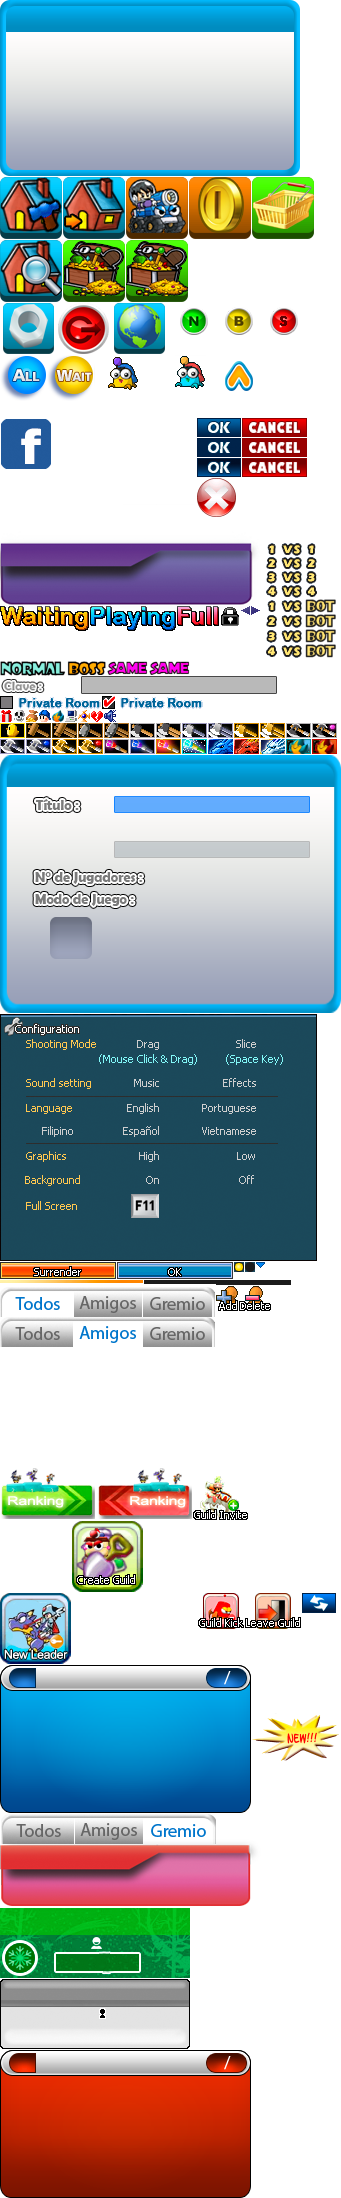 N B S
ALL WAIT
f
OK CANCEL
OK CANCEL
OK CANCEL
1 VS 1
2 VS 2
3 VS 3
4 VS 4
1 VS BOT
2 VS BOT
3 VS BOT
4 VS BOT
Waiting Playing Full
NORMAL BOSS SAME SAME
Clave:
Private Room Private Room
Título:
Nº de Jugadores:
Modo de Juego:
Configuration
Shooting Mode Drag Slice
(Mouse Click & Drag) (Space Key)
Sound setting Music Effects
Language English Portuguese
Filipino Español Vietnamese
Graphics High Low
Background On Off
Full Screen F11
Surrender OK
Todos Amigos Gremio
Add Delete
Todos Amigos Gremio
Ranking Ranking
Guild Invite
Create Guild
New Leader
Guild Kick Leave Guild
/
NEW!!!
Todos Amigos Gremio
/